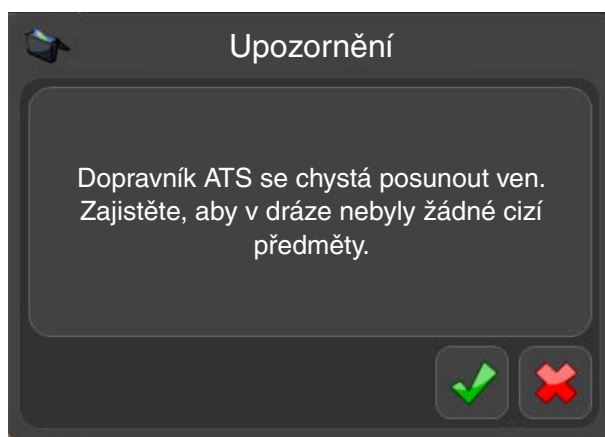 Upozornění
Dopravník ATS se chystá posunout ven.
Zajistěte, aby v dráze nebyly žádné cizí
předměty.